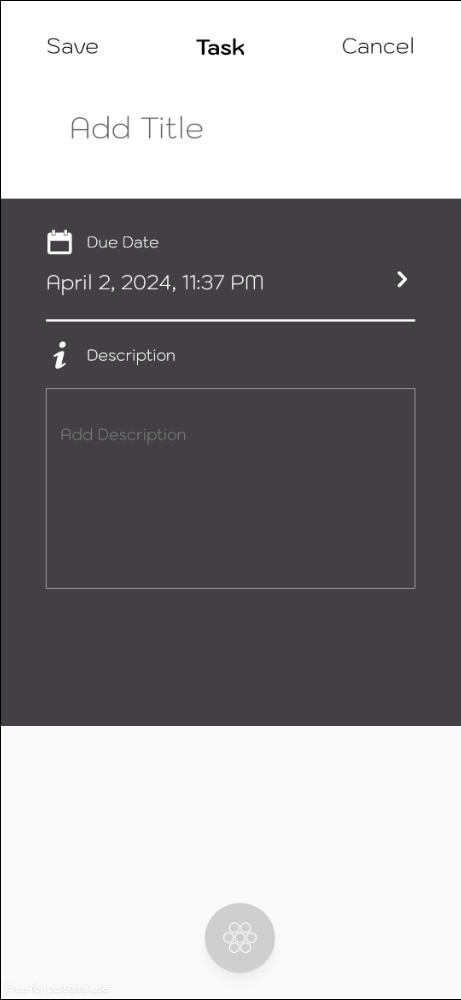 Save Task Cancel
Add Title
Due Date
April 2, 2024, 11:37 PM
Description
Add Description
Free for personal use